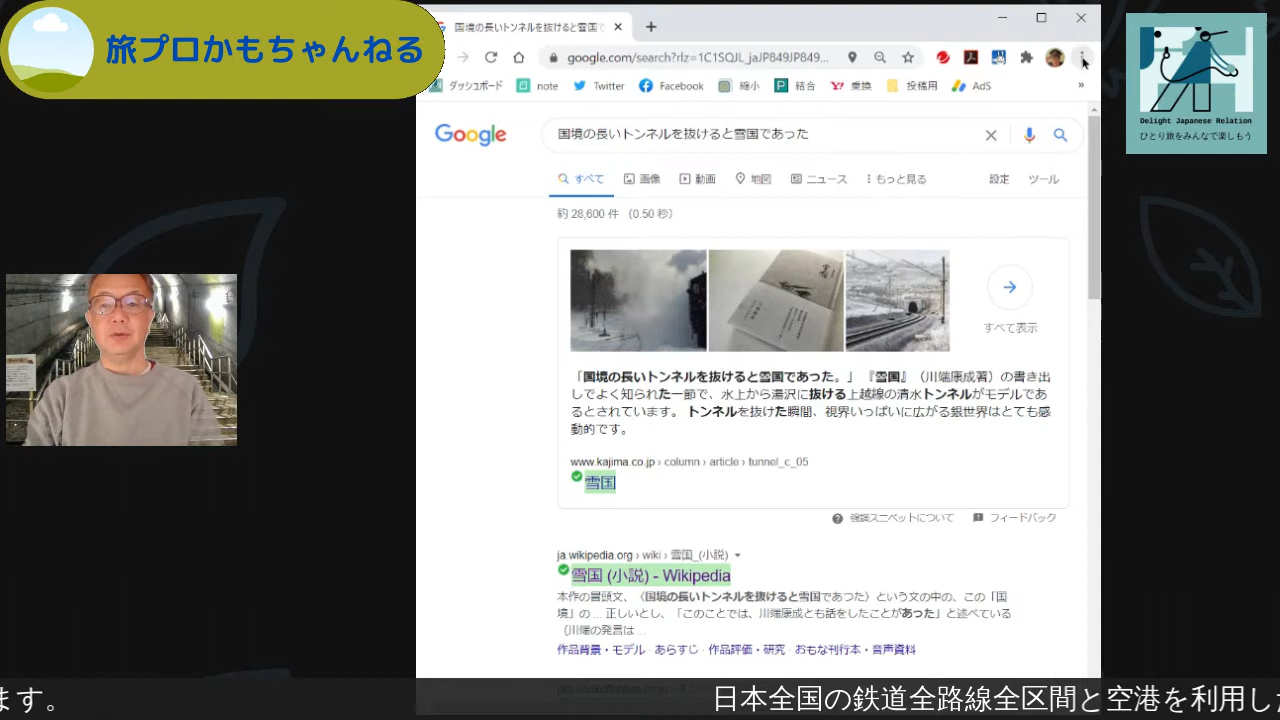 旅プロかもちゃんねる
国境の長いトンネルを抜けると雪国で
google.com/search?rlz=1C1SQJL_jaJP849JP849...
ダッシュボード note Twitter Facebook 縮小 結合 乗換 投稿用 AdS »
Google
国境の長いトンネルを抜けると雪国であった
すべて 画像 動画 地図 ニュース もっと見る 設定 ツール
約 28,600 件 （0.50 秒）
すべて表示
「国境の長いトンネルを抜けると雪国であった。」 『雪国』（川端康成著）の書き出
しでよく知られた一節で、水上から湯沢に抜ける上越線の清水トンネルがモデルであ
るとされています。 トンネルを抜けた瞬間、視界いっぱいに広がる銀世界はとても感
動的です。
www.kajima.co.jp › column › article › tunnel_c_05
雪国
強調スニペットについて フィードバック
ja.wikipedia.org › wiki › 雪国_(小説)
雪国 (小説) - Wikipedia
本作の冒頭文、〈国境の長いトンネルを抜けると雪国であつた〉という文の中の、この「国
境」の ... 正しいとし、「このことでは、川端康成とも話をしたことがあった」と述べている
（川端の発言は ...
作品背景・モデル · あらすじ · 作品評価・研究 · おもな刊行本・音声資料
Delight Japanese Relation
ひとり旅をみんなで楽しもう
ます。 日本全国の鉄道全路線全区間と空港を利用し